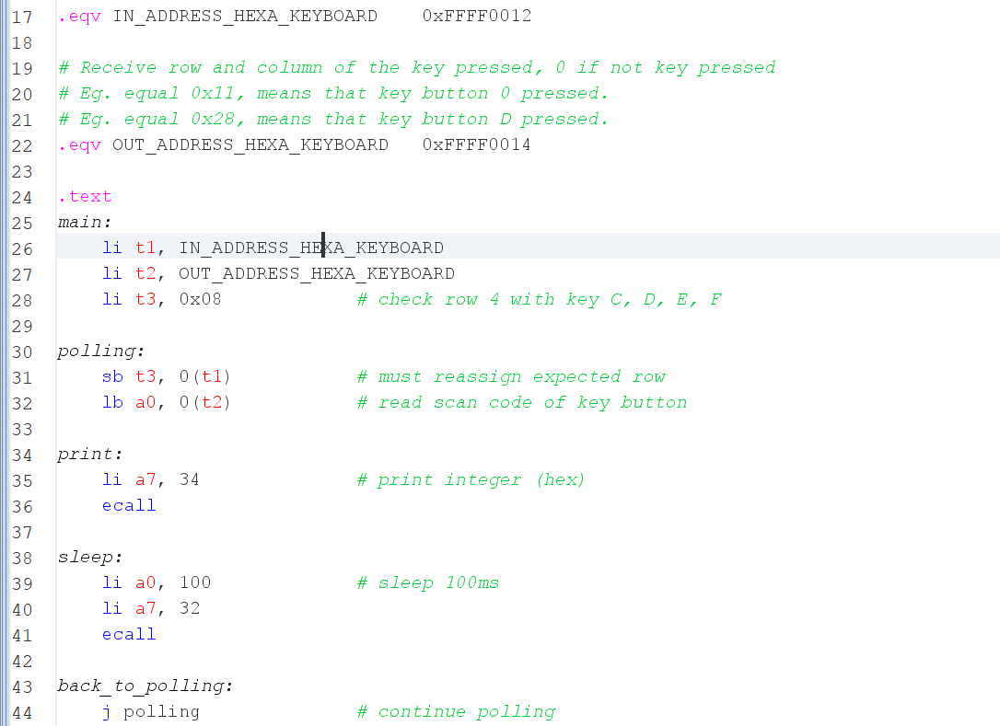 17 .eqv IN_ADDRESS_HEXA_KEYBOARD    0xFFFF0012
18
19 # Receive row and column of the key pressed, 0 if not key pressed
20 # Eg. equal 0x11, means that key button 0 pressed.
21 # Eg. equal 0x28, means that key button D pressed.
22 .eqv OUT_ADDRESS_HEXA_KEYBOARD   0xFFFF0014
23
24 .text
25 main:
26     li t1, IN_ADDRESS_HEXA_KEYBOARD
27     li t2, OUT_ADDRESS_HEXA_KEYBOARD
28     li t3, 0x08            # check row 4 with key C, D, E, F
29
30 polling:
31     sb t3, 0(t1)           # must reassign expected row
32     lb a0, 0(t2)           # read scan code of key button
33
34 print:
35     li a7, 34              # print integer (hex)
36     ecall
37
38 sleep:
39     li a0, 100             # sleep 100ms
40     li a7, 32
41     ecall
42
43 back_to_polling:
44     j polling              # continue polling